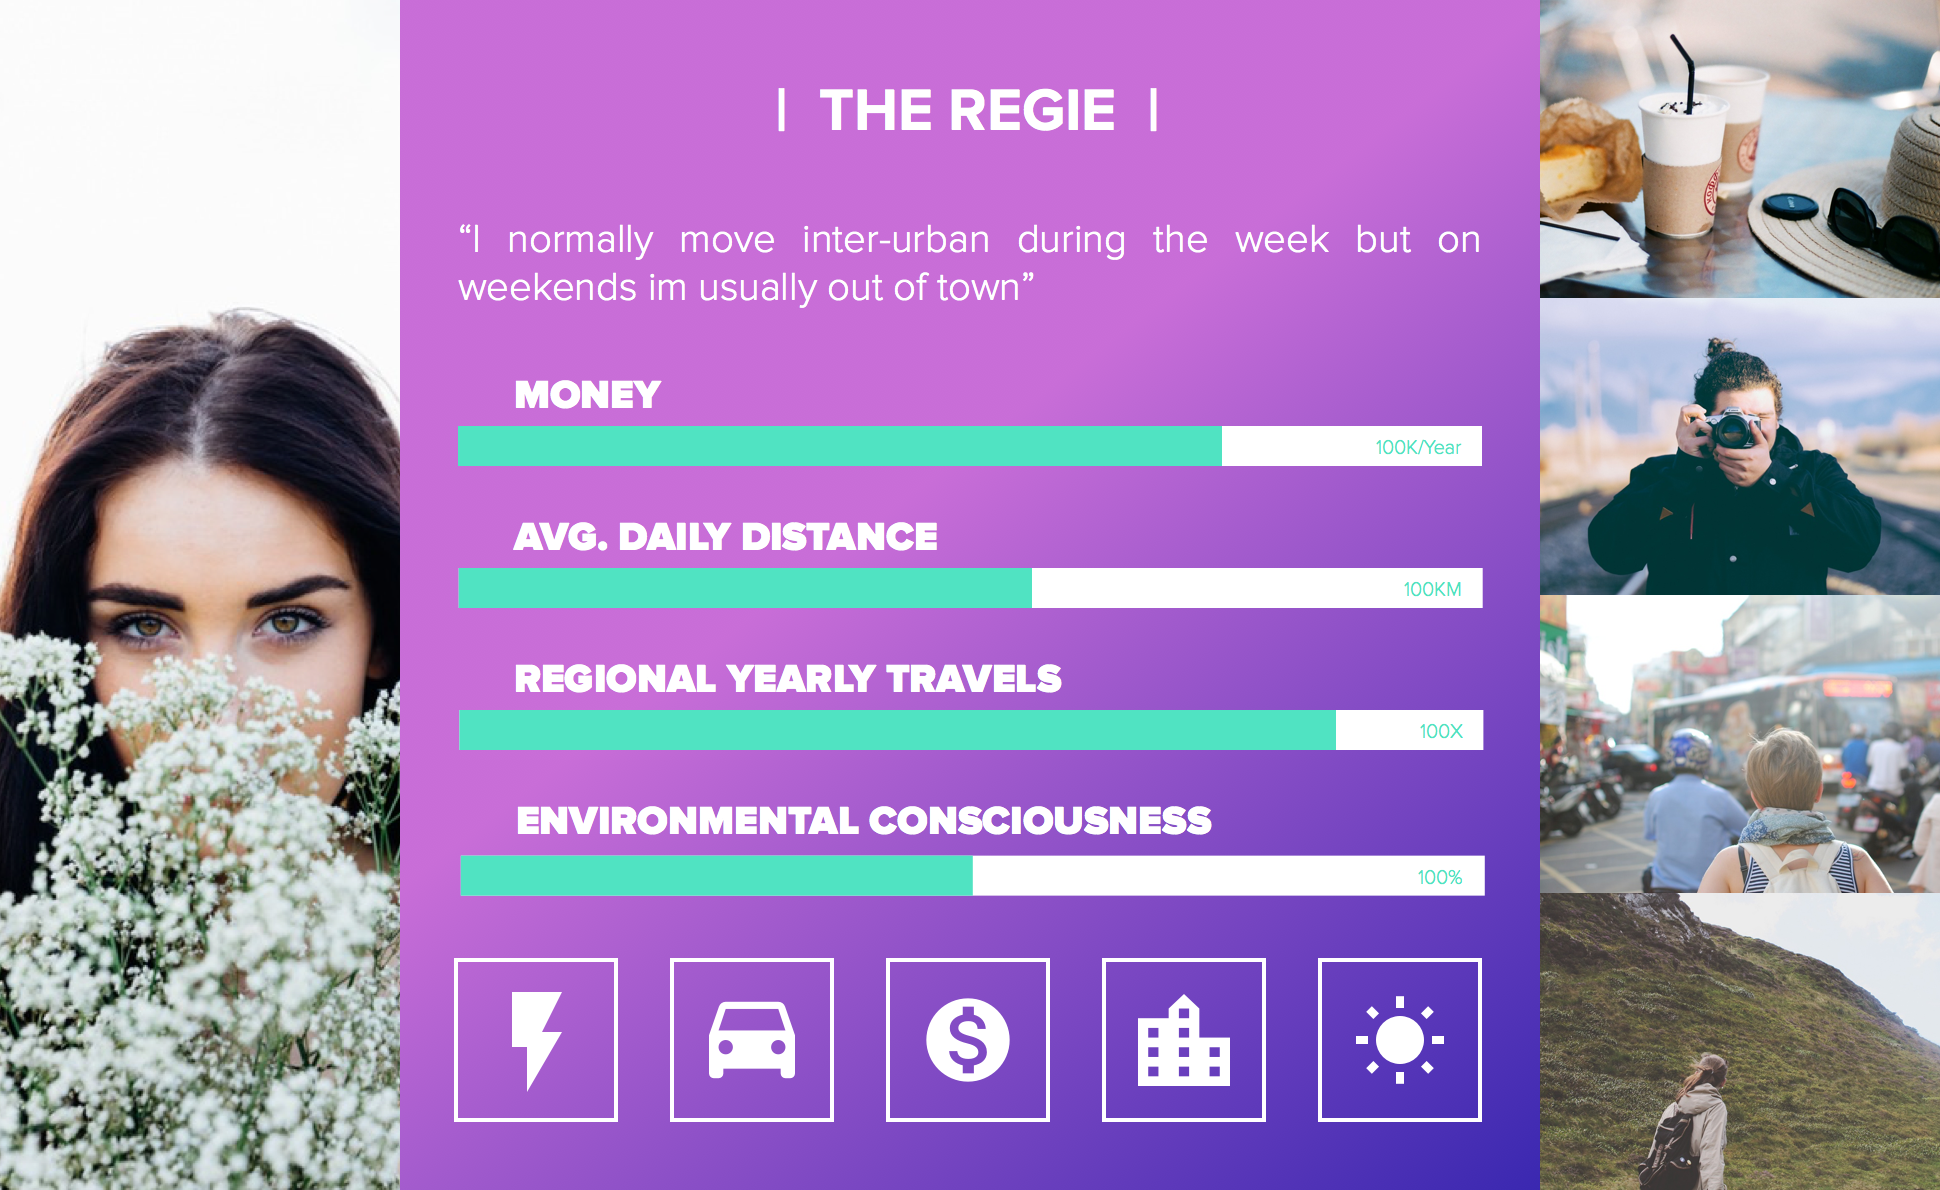 | THE REGIE |
“I normally move inter-urban during the week but on
weekends im usually out of town”
MONEY
100K/Year
AVG. DAILY DISTANCE
100KM
REGIONAL YEARLY TRAVELS
100X
ENVIRONMENTAL CONSCIOUSNESS
100%